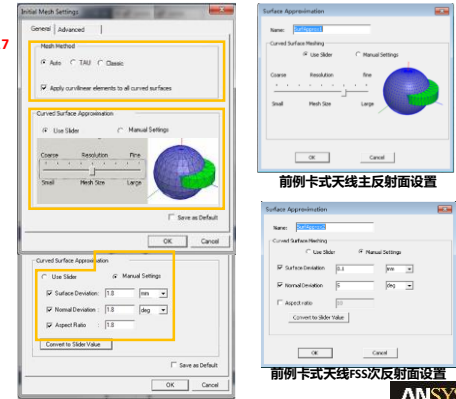 Initial Mesh Settings
General
Advanced
7
Mesh Method
Auto
TAU
Classic
Apply curvilinear elements to all curved surfaces
Curved Surface Approximation
Use Slider
Manual Settings
Coarse
Resolution
Fine
Small
Mesh Size
Large
Save as Default
OK
Cancel
Curved Surface Approximation
Use Slider
Manual Settings
Surface Deviation:
1.8
mm
Normal Deviation :
1.8
deg
Aspect Ratio :
1.8
Convert to Slider Value
Save as Default
OK
Cancel
Surface Approximation
Name:
Curved Surface Meshing
Use Slider
Manual Settings
Coarse
Resolution
fine
Small
Mesh Size
Large
OK
Cancel
前例卡式天线主反射面设置
Surface Approximation
Name:
Curved Surface Meshing
Use Slider
Manual Settings
Surface Deviation
mm
Normal Deviation
5
deg
Aspect ratio
Convert to Slider Value
OK
Cancel
前例卡式天线FSS次反射面设置
ANSYS